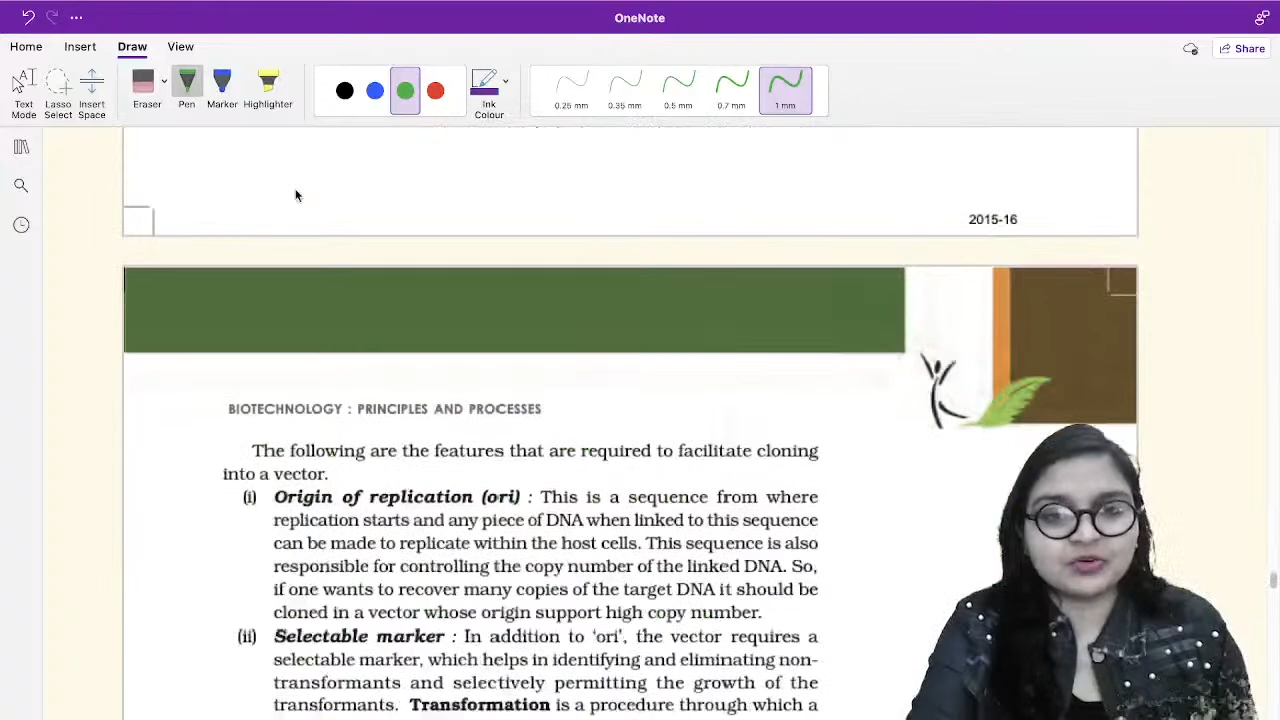 OneNote
Home Insert Draw View
Share
Text Mode
Lasso Select
Insert Space
Eraser
Pen
Marker
Highlighter
Ink Colour
0.25 mm
0.35 mm
0.5 mm
0.7 mm
1 mm
2015-16
BIOTECHNOLOGY : PRINCIPLES AND PROCESSES
The following are the features that are required to facilitate cloning
into a vector.
(i) Origin of replication (ori) : This is a sequence from where
replication starts and any piece of DNA when linked to this sequence
can be made to replicate within the host cells. This sequence is also
responsible for controlling the copy number of the linked DNA. So,
if one wants to recover many copies of the target DNA it should be
cloned in a vector whose origin support high copy number.
(ii) Selectable marker : In addition to ‘ori’, the vector requires a
selectable marker, which helps in identifying and eliminating non-
transformants and selectively permitting the growth of the
transformants. Transformation is a procedure through which a